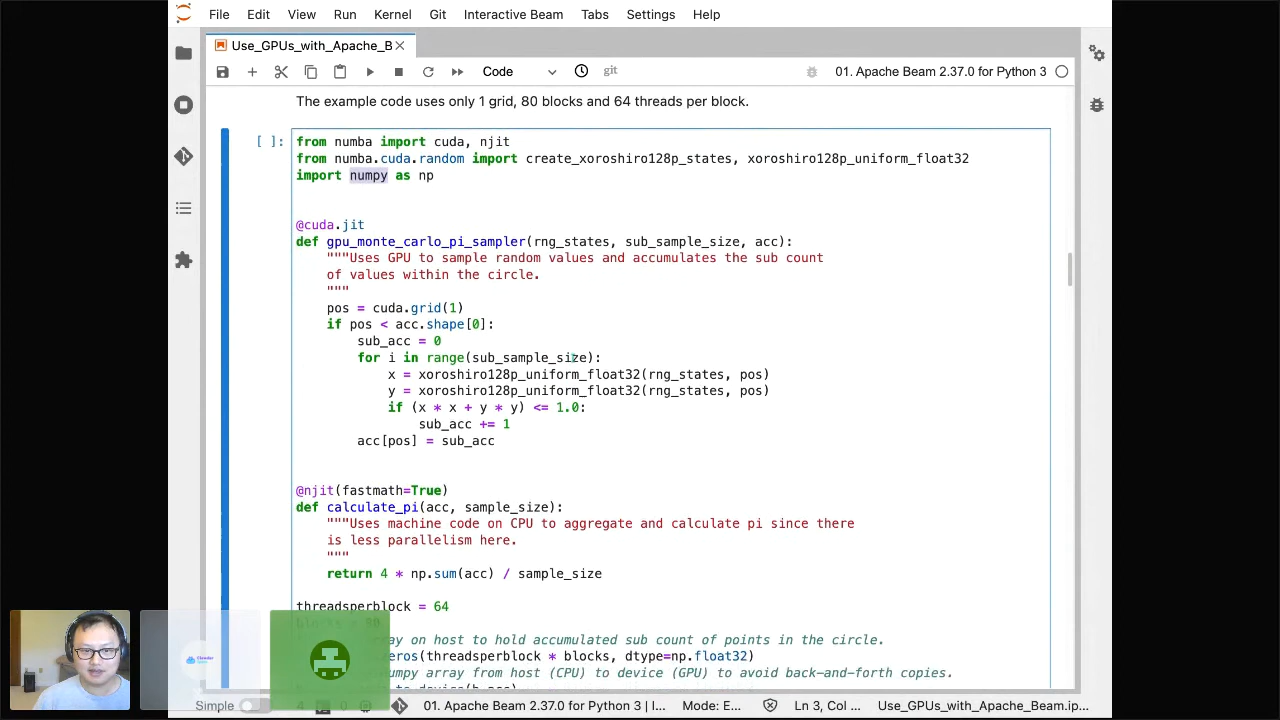 File Edit View Run Kernel Git Interactive Beam Tabs Settings Help
Use_GPUs_with_Apache_B
Code git 01. Apache Beam 2.37.0 for Python 3
The example code uses only 1 grid, 80 blocks and 64 threads per block.
[ ]: from numba import cuda, njit
from numba.cuda.random import create_xoroshiro128p_states, xoroshiro128p_uniform_float32
import numpy as np
@cuda.jit
def gpu_monte_carlo_pi_sampler(rng_states, sub_sample_size, acc):
"""Uses GPU to sample random values and accumulates the sub count
of values within the circle.
"""
pos = cuda.grid(1)
if pos < acc.shape[0]:
sub_acc = 0
for i in range(sub_sample_size):
x = xoroshiro128p_uniform_float32(rng_states, pos)
y = xoroshiro128p_uniform_float32(rng_states, pos)
if (x * x + y * y) <= 1.0:
sub_acc += 1
acc[pos] = sub_acc
@njit(fastmath=True)
def calculate_pi(acc, sample_size):
"""Uses machine code on CPU to aggregate and calculate pi since there
is less parallelism here.
"""
return 4 * np.sum(acc) / sample_size
threadsperblock = 64
blocks = 80
ray on host to hold accumulated sub count of points in the circle.
eros(threadsperblock * blocks, dtype=np.float32)
umpy array from host (CPU) to device (GPU) to avoid back-and-forth copies.
Simple 01. Apache Beam 2.37.0 for Python 3 | I... Mode: E... Ln 3, Col ... Use_GPUs_with_Apache_Beam.ip...